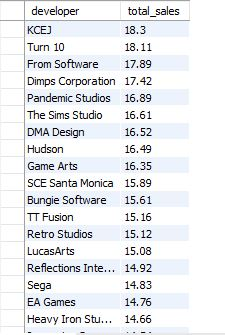 developer total_sales
KCEJ 18.3
Turn 10 18.11
From Software 17.89
Dimps Corporation 17.42
Pandemic Studios 16.89
The Sims Studio 16.61
DMA Design 16.52
Hudson 16.49
Game Arts 16.35
SCE Santa Monica 15.89
Bungie Software 15.61
TT Fusion 15.16
Retro Studios 15.12
LucasArts 15.08
Reflections Inte... 14.92
Sega 14.83
EA Games 14.76
Heavy Iron Stu... 14.66